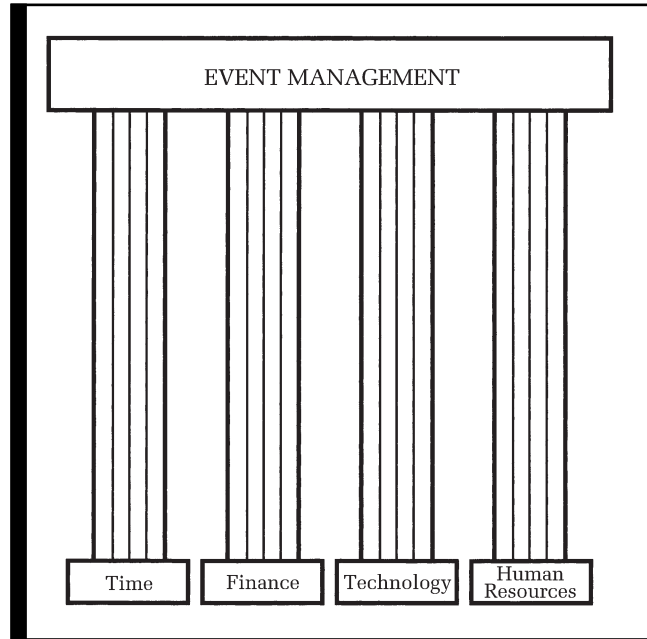 EVENT MANAGEMENT
Time
Finance
Technology
Human
Resources